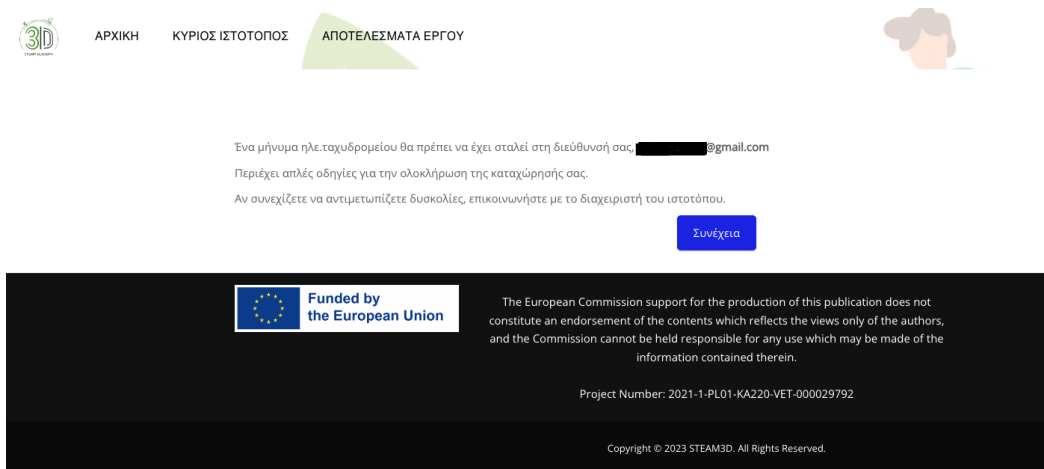 3D
ΑΡΧΙΚΗ ΚΥΡΙΟΣ ΙΣΤΟΤΟΠΟΣ ΑΠΟΤΕΛΕΣΜΑΤΑ ΕΡΓΟΥ
Ένα μήνυμα ηλε.ταχυδρομείου θα πρέπει να έχει σταλεί στη διεύθυνσή σας, @gmail.com
Περιέχει απλές οδηγίες για την ολοκλήρωση της καταχώρησής σας.
Αν συνεχίζετε να αντιμετωπίζετε δυσκολίες, επικοινωνήστε με το διαχειριστή του ιστοτόπου.
Συνέχεια
Funded by
the European Union
The European Commission support for the production of this publication does not
constitute an endorsement of the contents which reflects the views only of the authors,
and the Commission cannot be held responsible for any use which may be made of the
information contained therein.
Project Number: 2021-1-PL01-KA220-VET-000029792
Copyright © 2023 STEAM3D. All Rights Reserved.